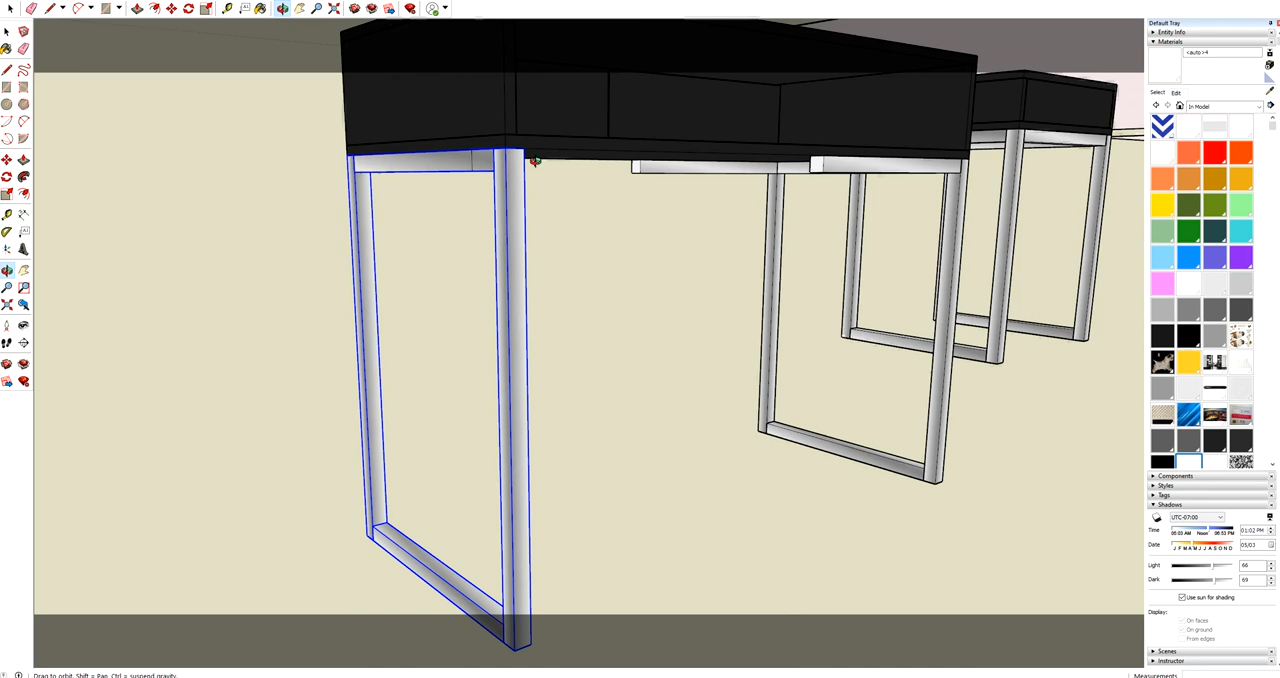 Default Tray
Entity Info
Materials
<auto>4
Select Edit
In Model
Components
Styles
Tags
Shadows
UTC-07:00
Time
05:03 AM Noon 06:53 PM
01:02 PM
Date
J F M A M J J A S O N D
05/03
Light
66
Dark
69
Use sun for shading
Display:
On faces
On ground
From edges
Scenes
Instructor
Drag to orbit. Shift = Pan, Ctrl = suspend gravity.
Measurements